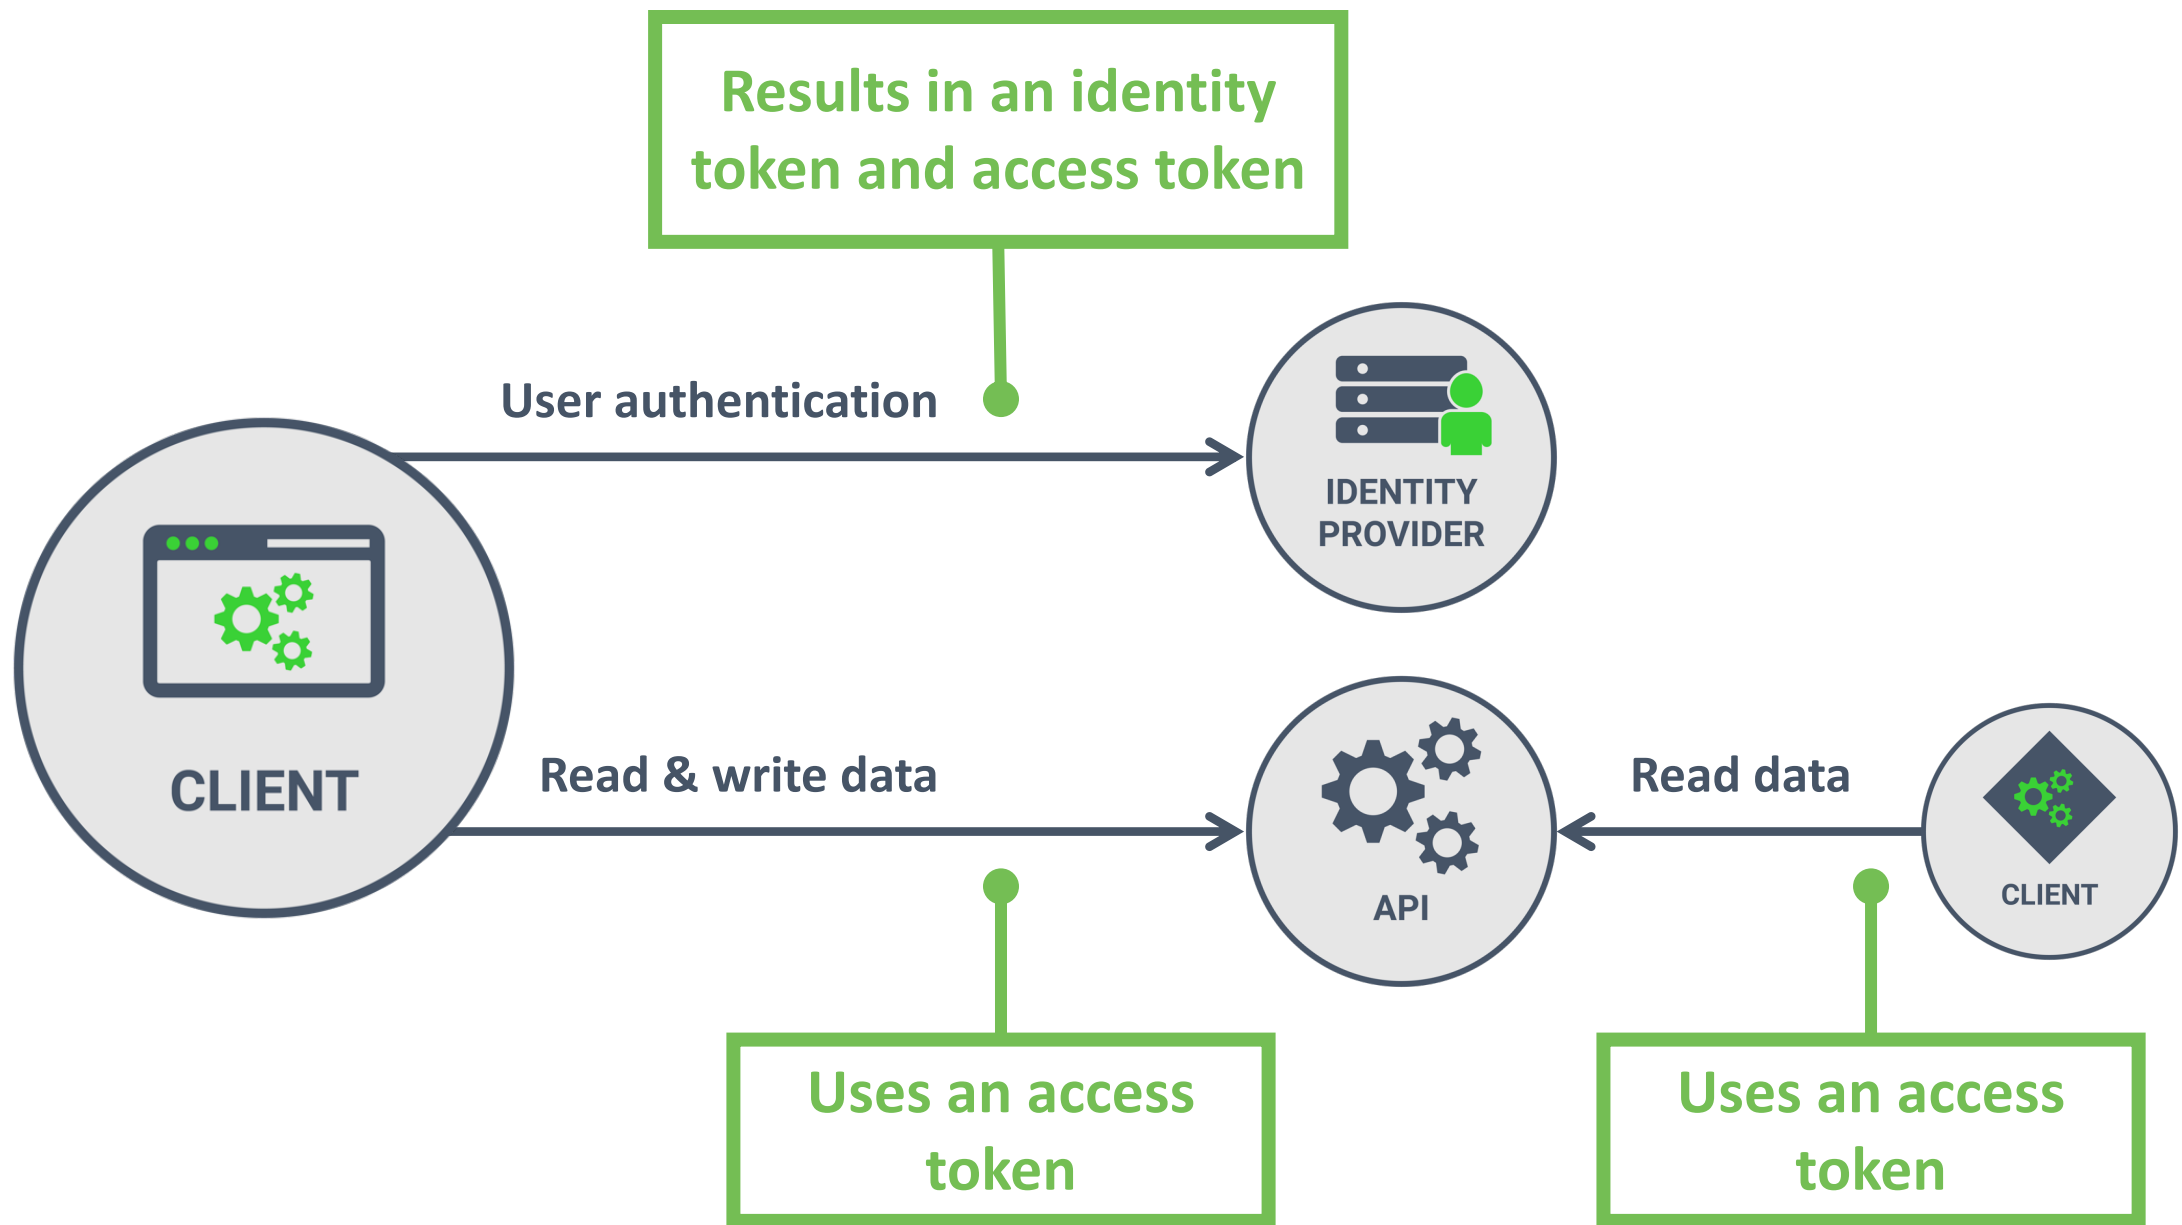 Results in an identity
token and access token
User authentication
IDENTITY
PROVIDER
CLIENT
Read & write data
API
Read data
CLIENT
Uses an access
token
Uses an access
token